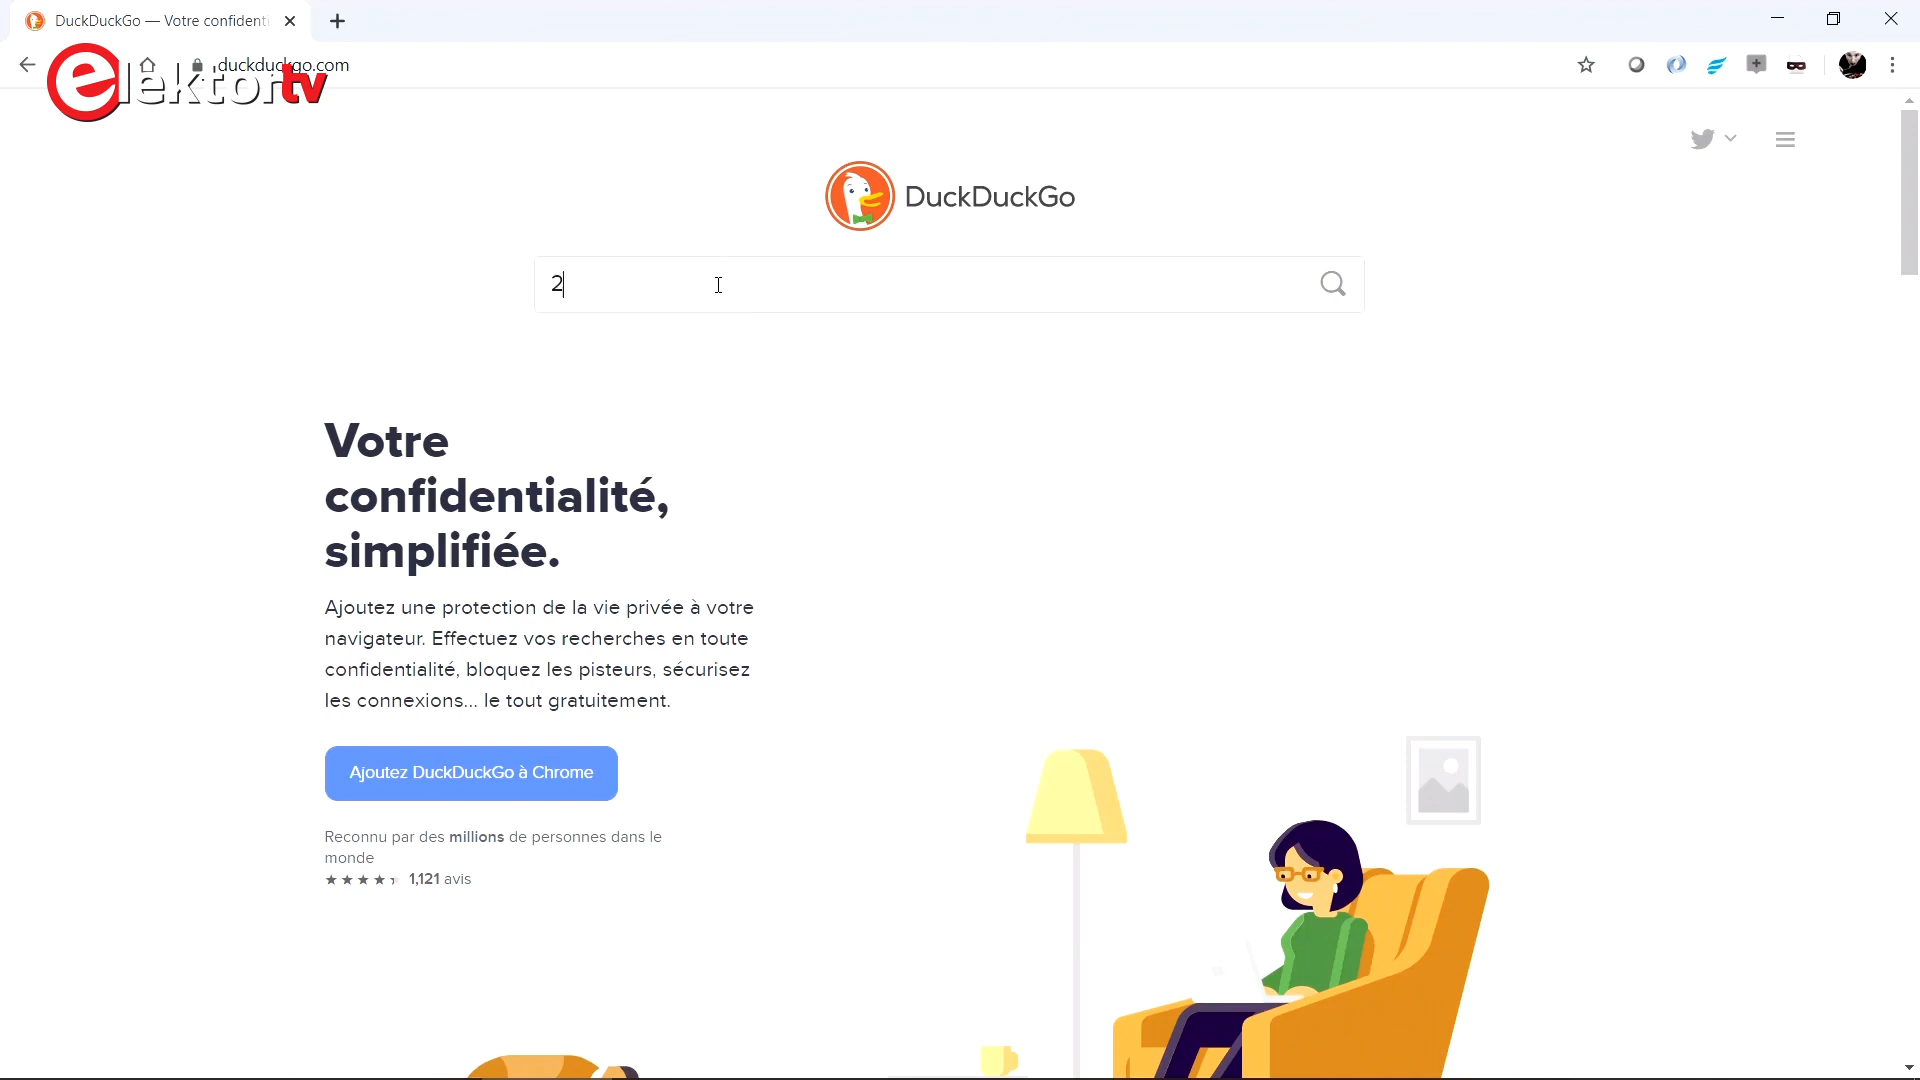 DuckDuckGo — Votre confidenti
duckduckgo.com
elektor tv
DuckDuckGo
2
Votre
confidentialité,
simplifiée.
Ajoutez une protection de la vie privée à votre
navigateur. Effectuez vos recherches en toute
confidentialité, bloquez les pisteurs, sécurisez
les connexions... le tout gratuitement.
Ajoutez DuckDuckGo à Chrome
Reconnu par des millions de personnes dans le
monde
1,121 avis